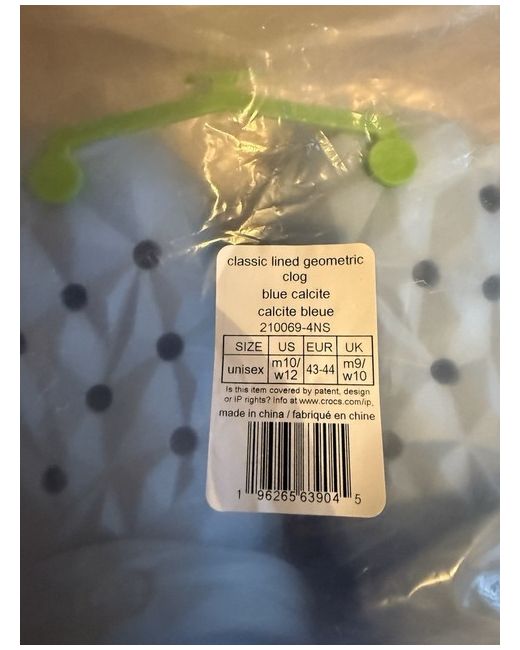 classic lined geometric
clog
blue calcite
calcite bleue
210069-4NS
SIZE US EUR UK
unisex m10/ w12 43-44 m9/ w10
Is this item covered by patent, design
or IP rights? Info at www.crocs.com/ip.
made in china / fabriqué en chine
1 96265 63904 5